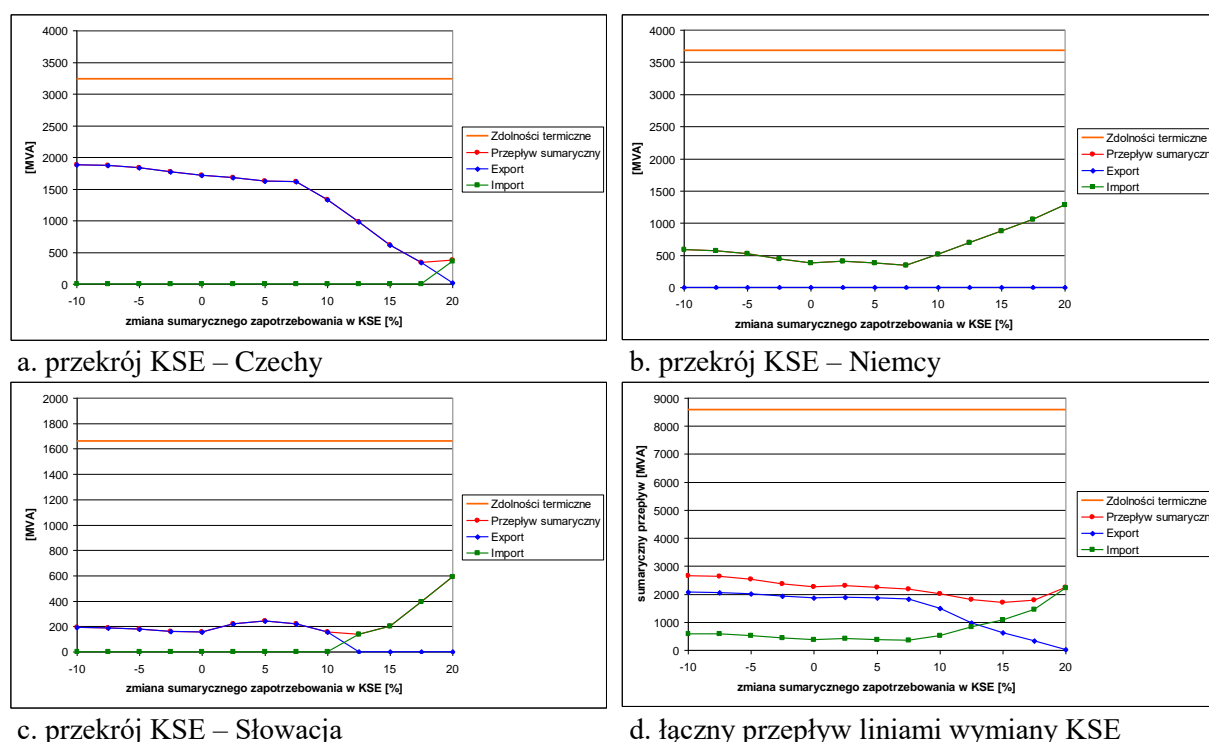 4000
3500
3000
2500
2000
1500
1000
500
0
[MVA]
-10 -5 0 5 10 15 20
zmiana sumarycznego zapotrzebowania w KSE [%]
Zdolności termiczne
Przepływ sumaryczny
Export
Import
a. przekrój KSE – Czechy
4000
3500
3000
2500
2000
1500
1000
500
0
[MVA]
-10 -5 0 5 10 15 20
zmiana sumarycznego zapotrzebowania w KSE [%]
Zdolności termiczne
Przepływ sumaryczn
Export
Import
b. przekrój KSE – Niemcy
2000
1800
1600
1400
1200
1000
800
600
400
200
0
[MVA]
-10 -5 0 5 10 15 20
zmiana sumarycznego zapotrzebowania w KSE [%]
Zdolności termiczne
Przepływ sumaryczny
Export
Import
c. przekrój KSE – Słowacja
9000
8000
7000
6000
5000
4000
3000
2000
1000
0
sumaryczny przepływ [MVA]
-10 -5 0 5 10 15 20
zmiana sumarycznego zapotrzebowania w KSE [%]
Zdolności termiczne
Przepływ sumaryczn
Export
Import
d. łączny przepływ liniami wymiany KSE